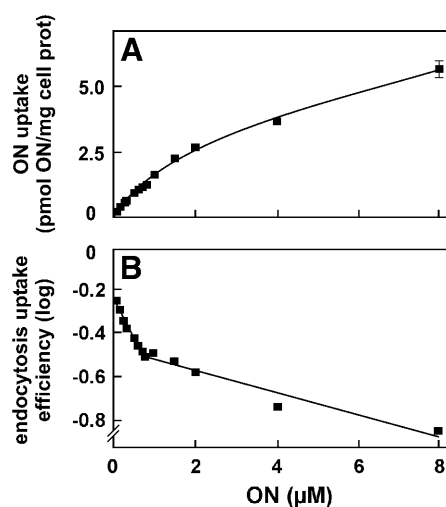 A
ON uptake
(pmol ON/mg cell prot)
5.0
2.5
0
B
endocytosis uptake
efficiency (log)
0
-0.2
-0.4
-0.6
-0.8
0 2 4 6 8
ON (µM)